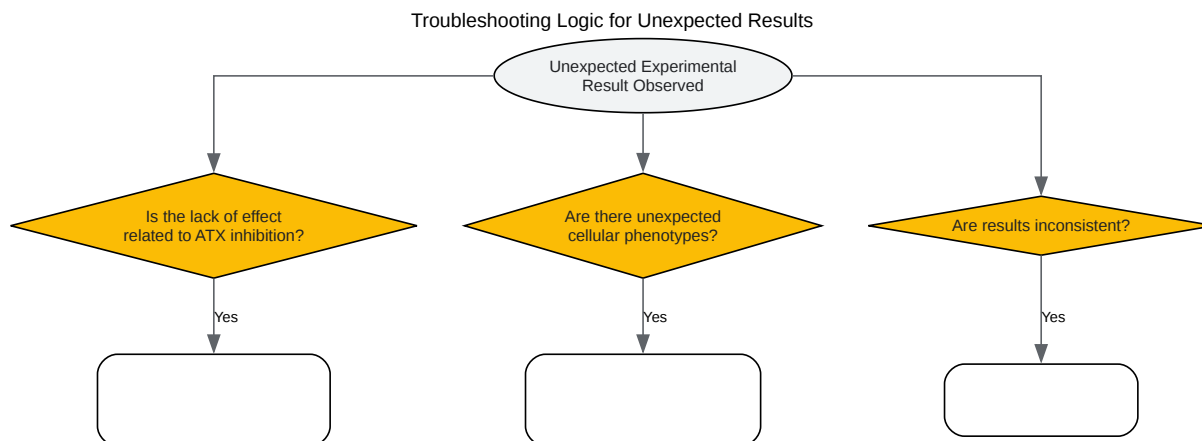 Troubleshooting Logic for Unexpected Results
Unexpected Experimental
Result Observed
Is the lack of effect
related to ATX inhibition?
Are there unexpected
cellular phenotypes?
Are results inconsistent?
Yes
Yes
Yes